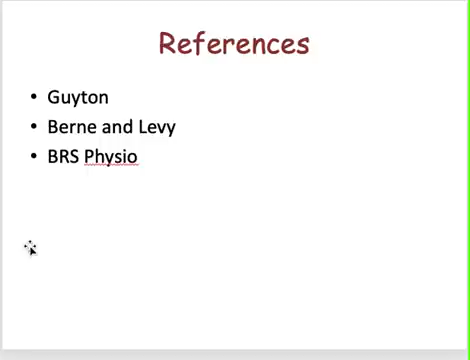 References
• Guyton
• Berne and Levy
• BRS Physio